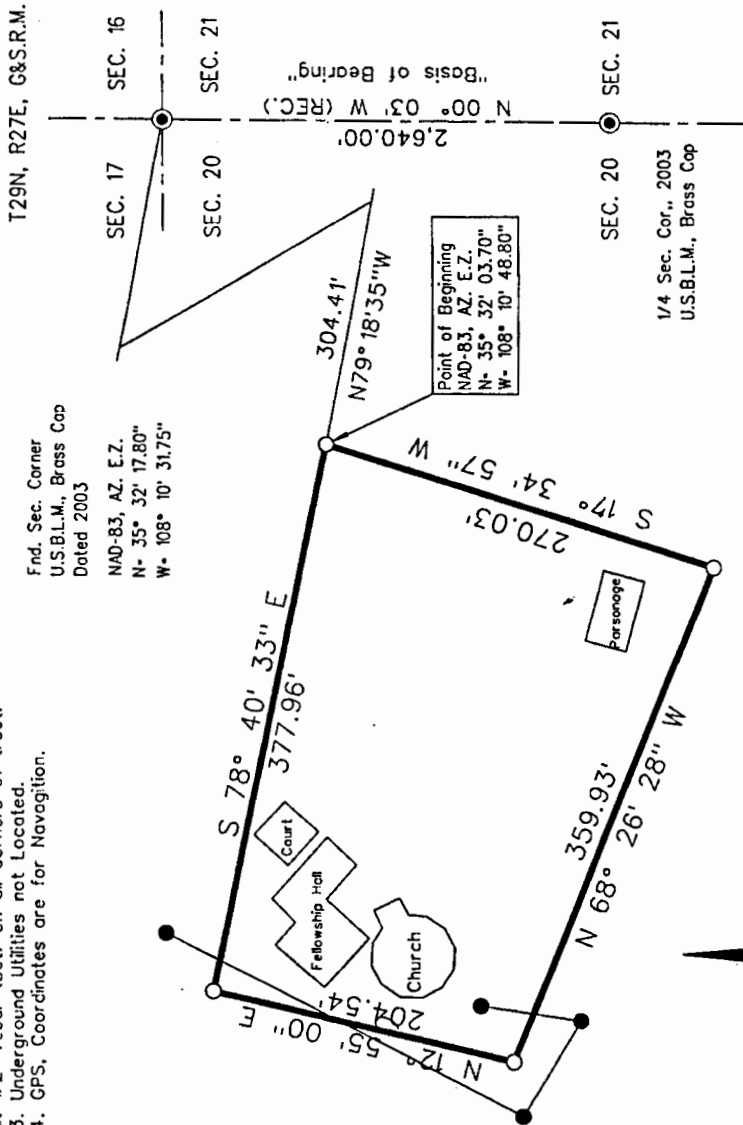 T29N, R27E, G&S.R.M.
3. Underground Utilities not Located.
4. GPS, Coordinates are for Navagition.
Fnd. Sec. Corner
U.S.B.L.M., Brass Cap
Dated 2003
NAD-83, AZ. E.Z.
N- 35° 32' 17.80"
W- 108° 10' 31.75"
SEC. 17
SEC. 16
SEC. 20
SEC. 21
2,640.00'
N 00° 03' W (REC.)
"Basis of Bearing"
SEC. 20
SEC. 21
1/4 Sec. Cor., 2003
U.S.B.L.M., Brass Cap
304.41'
N79°18'35"W
Point of Beginning
NAD-83, AZ. E.Z.
N- 35° 32' 03.70"
W- 108° 10' 48.80"
S 78° 40' 33" E
377.96'
S 17° 34' 57" W
270.03'
359.93'
N 68° 26' 28" W
N 12° 55' 00" E
204.54'
Court
Fellowship Hall
Church
Parsonage